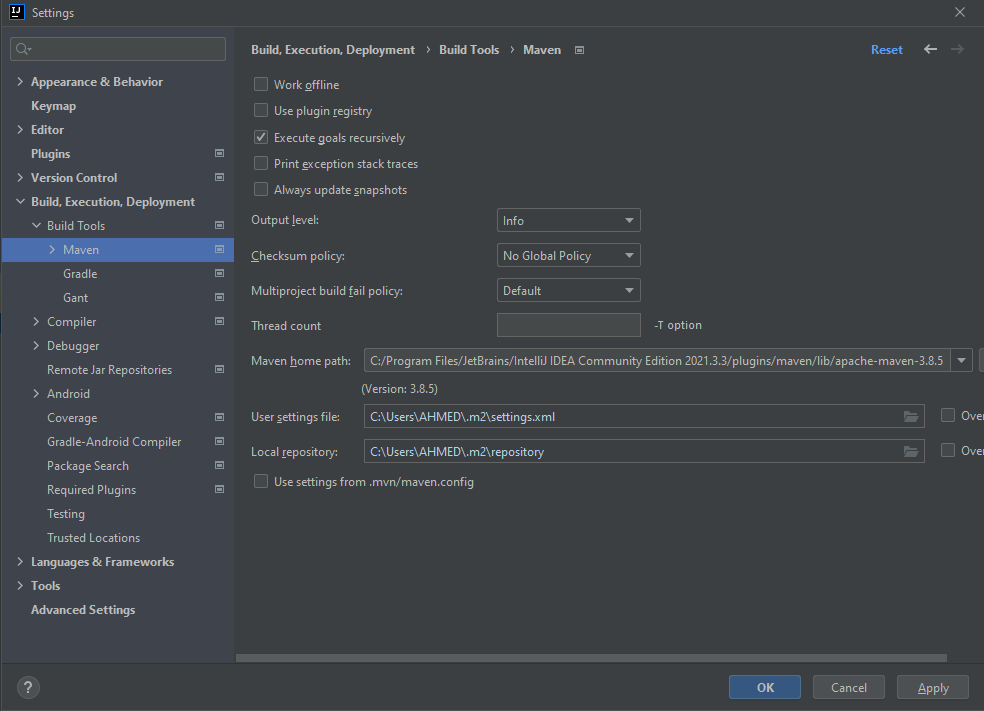 IJ Settings
Build, Execution, Deployment › Build Tools › Maven
Reset
Appearance & Behavior
Keymap
Editor
Plugins
Version Control
Build, Execution, Deployment
Build Tools
Maven
Gradle
Gant
Compiler
Debugger
Remote Jar Repositories
Android
Coverage
Gradle-Android Compiler
Package Search
Required Plugins
Testing
Trusted Locations
Languages & Frameworks
Tools
Advanced Settings
Work offline
Use plugin registry
Execute goals recursively
Print exception stack traces
Always update snapshots
Output level: Info
Checksum policy: No Global Policy
Multiproject build fail policy: Default
Thread count -T option
Maven home path: C:/Program Files/JetBrains/IntelliJ IDEA Community Edition 2021.3.3/plugins/maven/lib/apache-maven-3.8.5
(Version: 3.8.5)
User settings file: C:\Users\AHMED\.m2\settings.xml Over
Local repository: C:\Users\AHMED\.m2\repository Over
Use settings from .mvn/maven.config
? OK Cancel Apply